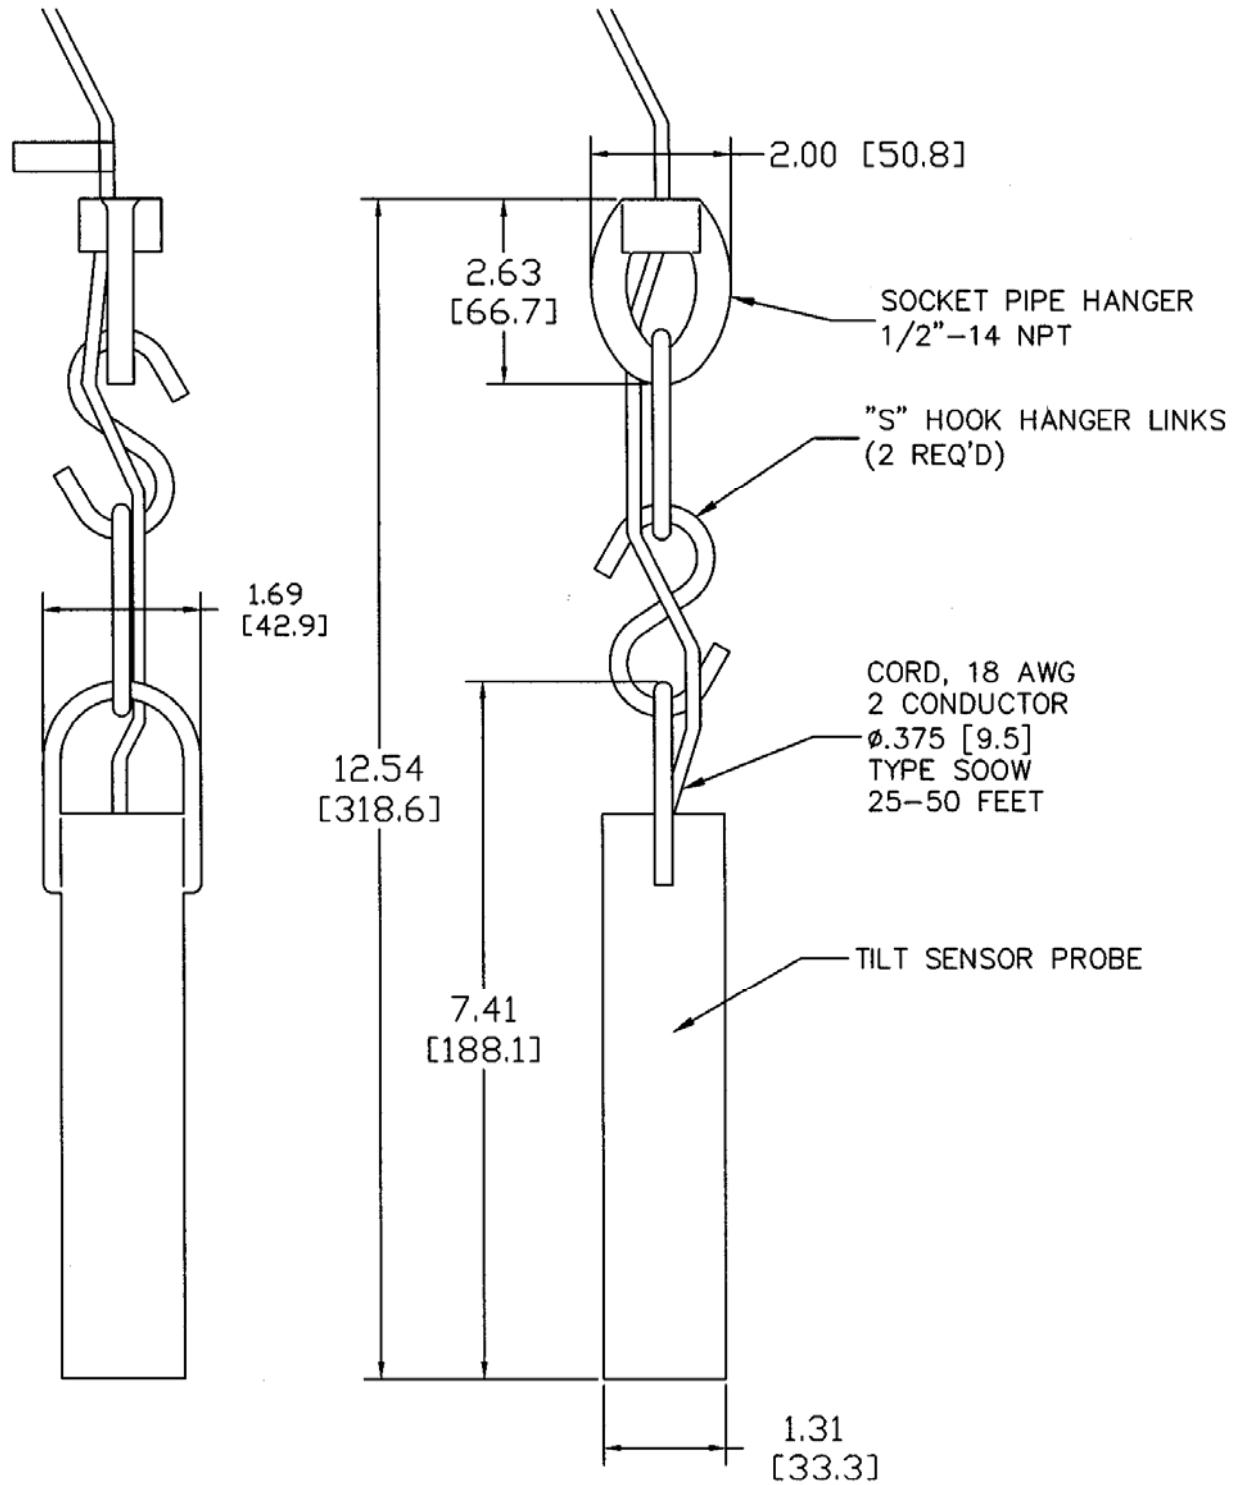 2.00 [50.8]
2.63
[66.7]
SOCKET PIPE HANGER
1/2"-14 NPT
"S" HOOK HANGER LINKS
(2 REQ'D)
1.69
[42.9]
CORD, 18 AWG
2 CONDUCTOR
ø.375 [9.5]
TYPE SOOW
25-50 FEET
12.54
[318.6]
TILT SENSOR PROBE
7.41
[188.1]
1.31
[33.3]